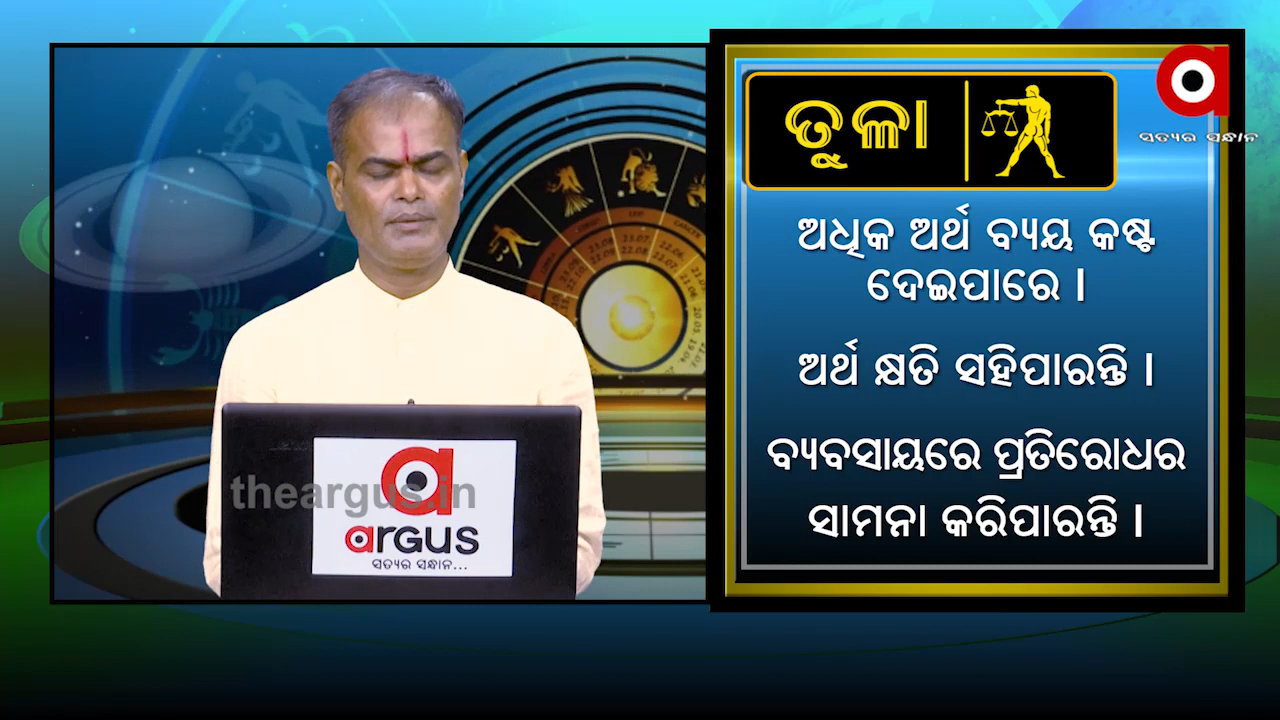 ତୁଳା
ସତ୍ୟର ସନ୍ଧାନ
ଅଧିକ ଅର୍ଥ ବ୍ୟୟ କଷ୍ଟ
ଦେଇପାରେ ।
ଅର୍ଥ କ୍ଷତି ସହିପାରନ୍ତି ।
ବ୍ୟବସାୟରେ ପ୍ରତିରୋଧର
ସାମନା କରିପାରନ୍ତି ।
theargus.in
argus
ସତ୍ୟର ସନ୍ଧାନ...